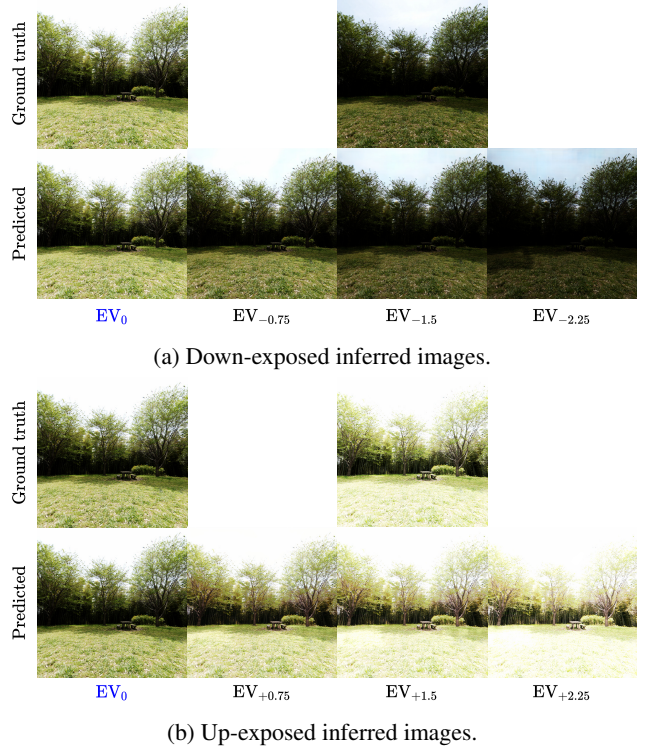 Ground truth
Predicted
EV₀ EV₋₀.₇₅ EV₋₁.₅ EV₋₂.₂₅
(a) Down-exposed inferred images.
Ground truth
Predicted
EV₀ EV₊₀.₇₅ EV₊₁.₅ EV₊₂.₂₅
(b) Up-exposed inferred images.